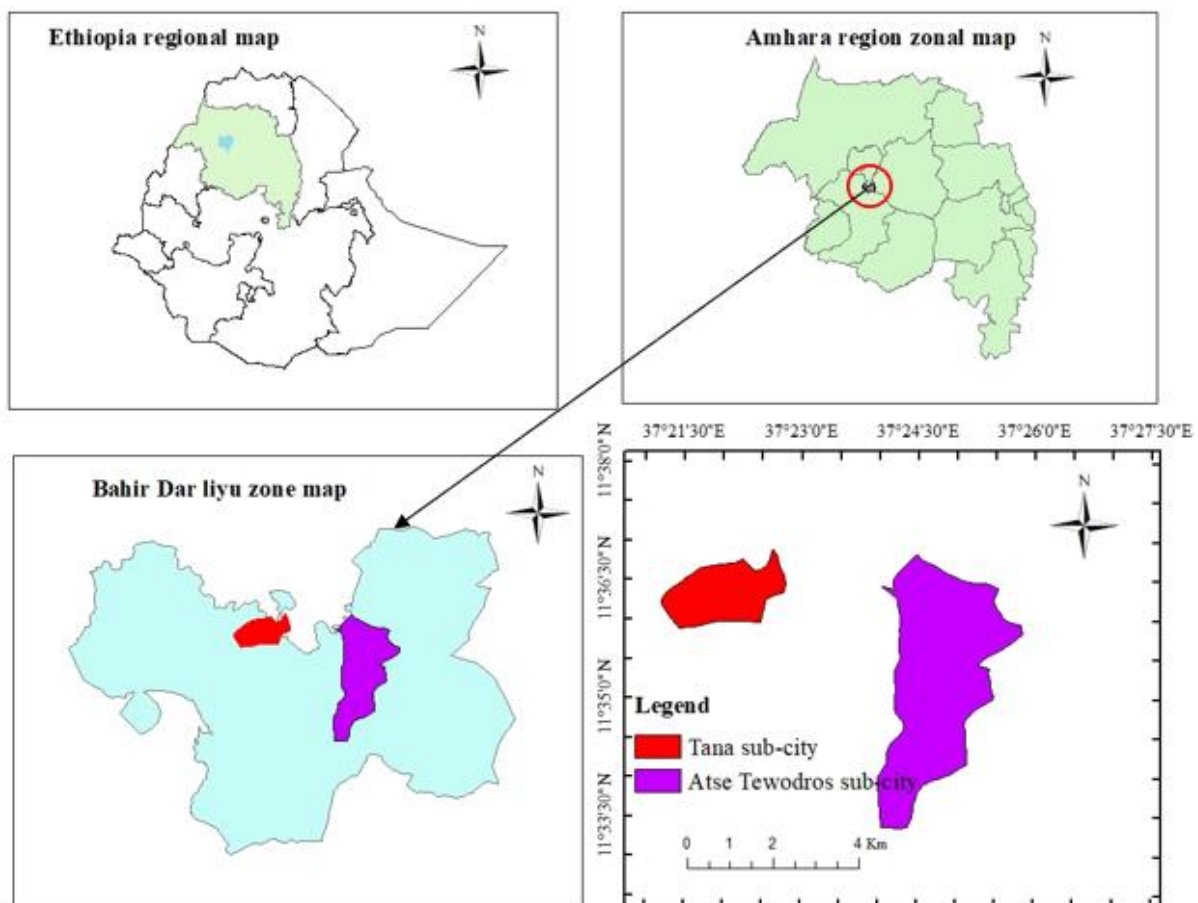 Ethiopia regional map
N
Amhara region zonal map
N
Bahir Dar liyu zone map
N
37°21'30"E 37°23'0"E 37°24'30"E 37°26'0"E 37°27'30"E
11°38'0"N
11°36'30"N
11°35'0"N
11°33'30"N
N
Legend
Tana sub-city
Atse Tewodros sub-city
0 1 2 4 Km